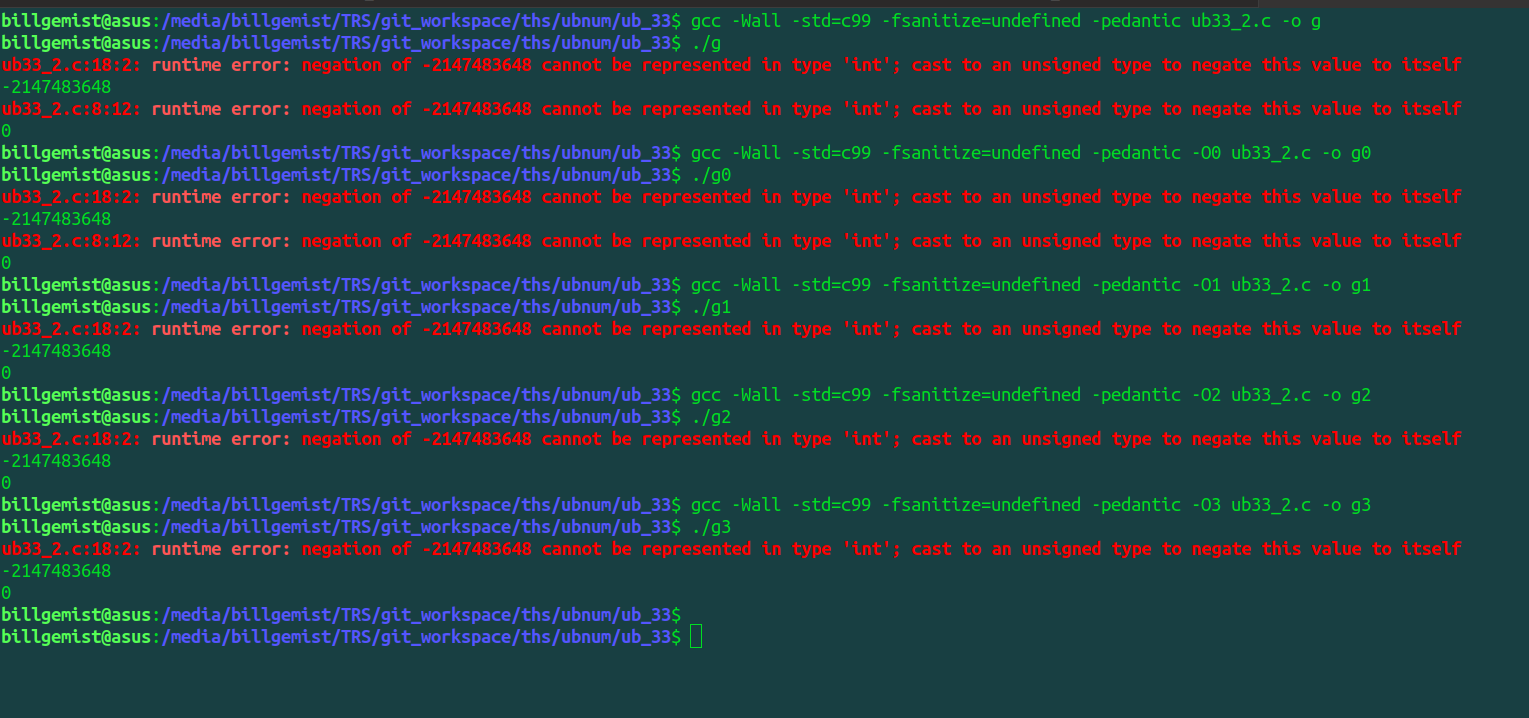 billgemist@asus:/media/billgemist/TRS/git_workspace/ths/ubnum/ub_33$ gcc -Wall -std=c99 -fsanitize=undefined -pedantic ub33_2.c -o g
billgemist@asus:/media/billgemist/TRS/git_workspace/ths/ubnum/ub_33$ ./g
ub33_2.c:18:2: runtime error: negation of -2147483648 cannot be represented in type 'int'; cast to an unsigned type to negate this value to itself
-2147483648
ub33_2.c:8:12: runtime error: negation of -2147483648 cannot be represented in type 'int'; cast to an unsigned type to negate this value to itself
0
billgemist@asus:/media/billgemist/TRS/git_workspace/ths/ubnum/ub_33$ gcc -Wall -std=c99 -fsanitize=undefined -pedantic -O0 ub33_2.c -o g0
billgemist@asus:/media/billgemist/TRS/git_workspace/ths/ubnum/ub_33$ ./g0
ub33_2.c:18:2: runtime error: negation of -2147483648 cannot be represented in type 'int'; cast to an unsigned type to negate this value to itself
-2147483648
ub33_2.c:8:12: runtime error: negation of -2147483648 cannot be represented in type 'int'; cast to an unsigned type to negate this value to itself
0
billgemist@asus:/media/billgemist/TRS/git_workspace/ths/ubnum/ub_33$ gcc -Wall -std=c99 -fsanitize=undefined -pedantic -O1 ub33_2.c -o g1
billgemist@asus:/media/billgemist/TRS/git_workspace/ths/ubnum/ub_33$ ./g1
ub33_2.c:18:2: runtime error: negation of -2147483648 cannot be represented in type 'int'; cast to an unsigned type to negate this value to itself
-2147483648
0
billgemist@asus:/media/billgemist/TRS/git_workspace/ths/ubnum/ub_33$ gcc -Wall -std=c99 -fsanitize=undefined -pedantic -O2 ub33_2.c -o g2
billgemist@asus:/media/billgemist/TRS/git_workspace/ths/ubnum/ub_33$ ./g2
ub33_2.c:18:2: runtime error: negation of -2147483648 cannot be represented in type 'int'; cast to an unsigned type to negate this value to itself
-2147483648
0
billgemist@asus:/media/billgemist/TRS/git_workspace/ths/ubnum/ub_33$ gcc -Wall -std=c99 -fsanitize=undefined -pedantic -O3 ub33_2.c -o g3
billgemist@asus:/media/billgemist/TRS/git_workspace/ths/ubnum/ub_33$ ./g3
ub33_2.c:18:2: runtime error: negation of -2147483648 cannot be represented in type 'int'; cast to an unsigned type to negate this value to itself
-2147483648
0
billgemist@asus:/media/billgemist/TRS/git_workspace/ths/ubnum/ub_33$
billgemist@asus:/media/billgemist/TRS/git_workspace/ths/ubnum/ub_33$